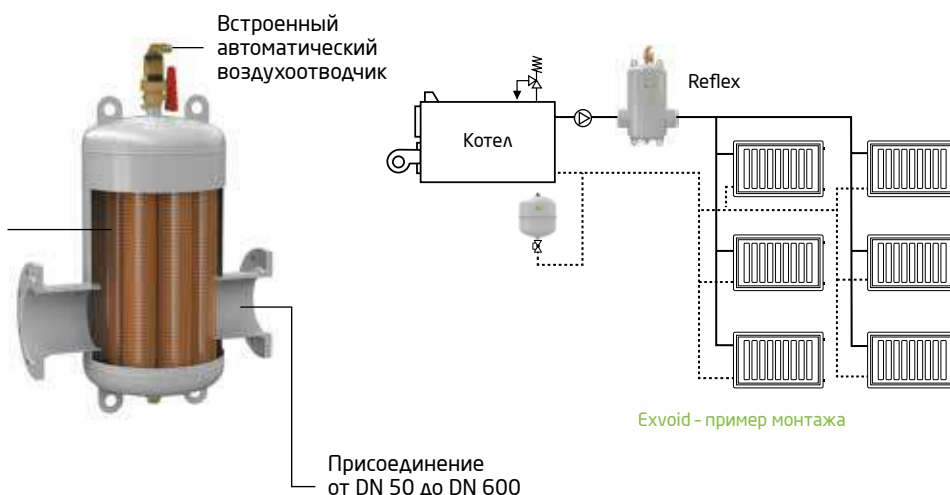 Встроенный
автоматический
воздухоотводчик
Reflex
Котел
Exvoid – пример монтажа
Присоединение
от DN 50 до DN 600